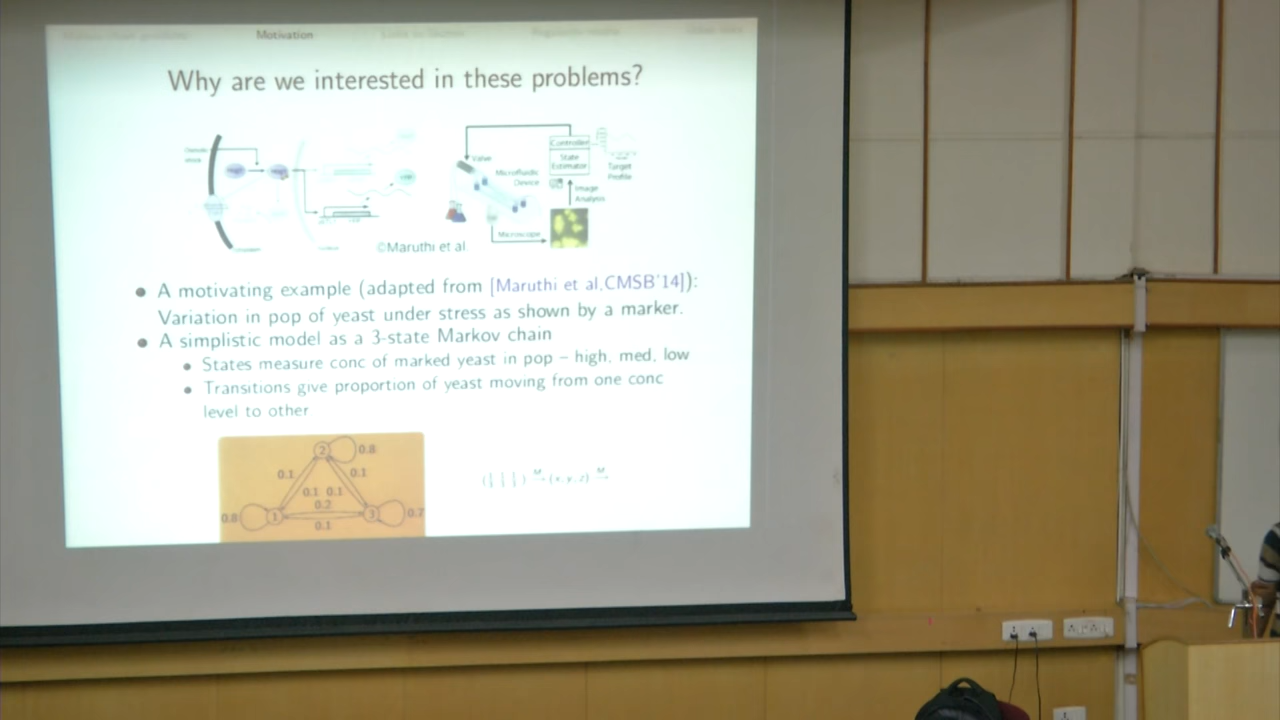 Motivation
Why are we interested in these problems?
Valve
Controller
State
Estimator
Target
Profile
Microfluidic
Device
Image
Analysis
Microscope
©Maruthi et al
A motivating example (adapted from [Maruthi et al,CMSB'14]):
Variation in pop of yeast under stress as shown by a marker.
A simplistic model as a 3-state Markov chain
States measure conc of marked yeast in pop – high, med, low
Transitions give proportion of yeast moving from one conc
level to other
2 0.8
0.1 0.1
0.1 0.1
0.2
0.8 1 3 0.7
0.1